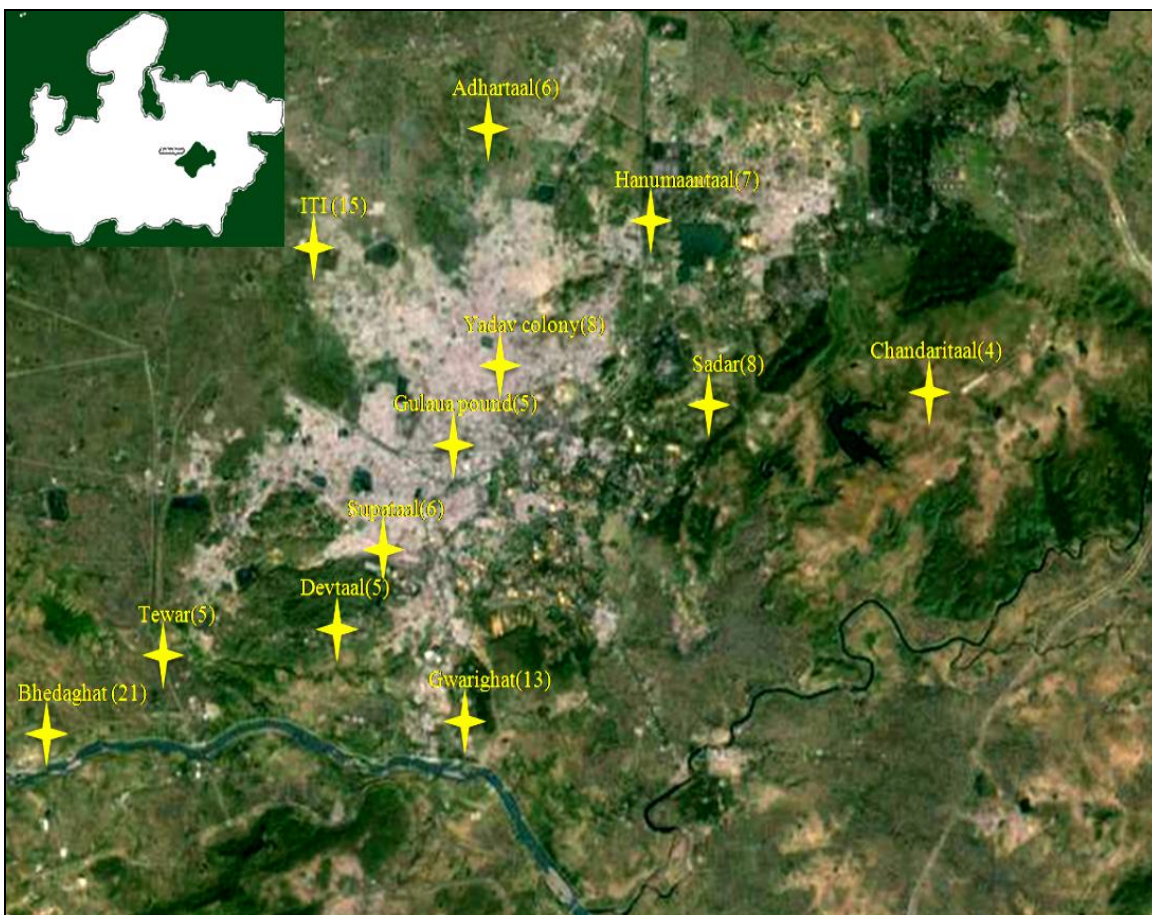 Adhartaal(6)
Hanumaantaal(7)
ITI (15)
Yadav colony(8)
Sadar(8)
Chandaritaal(4)
Gulaua pound(5)
Supataal(6)
Devtaal(5)
Tewar(5)
Bhedaghat (21)
Gwarighat(13)